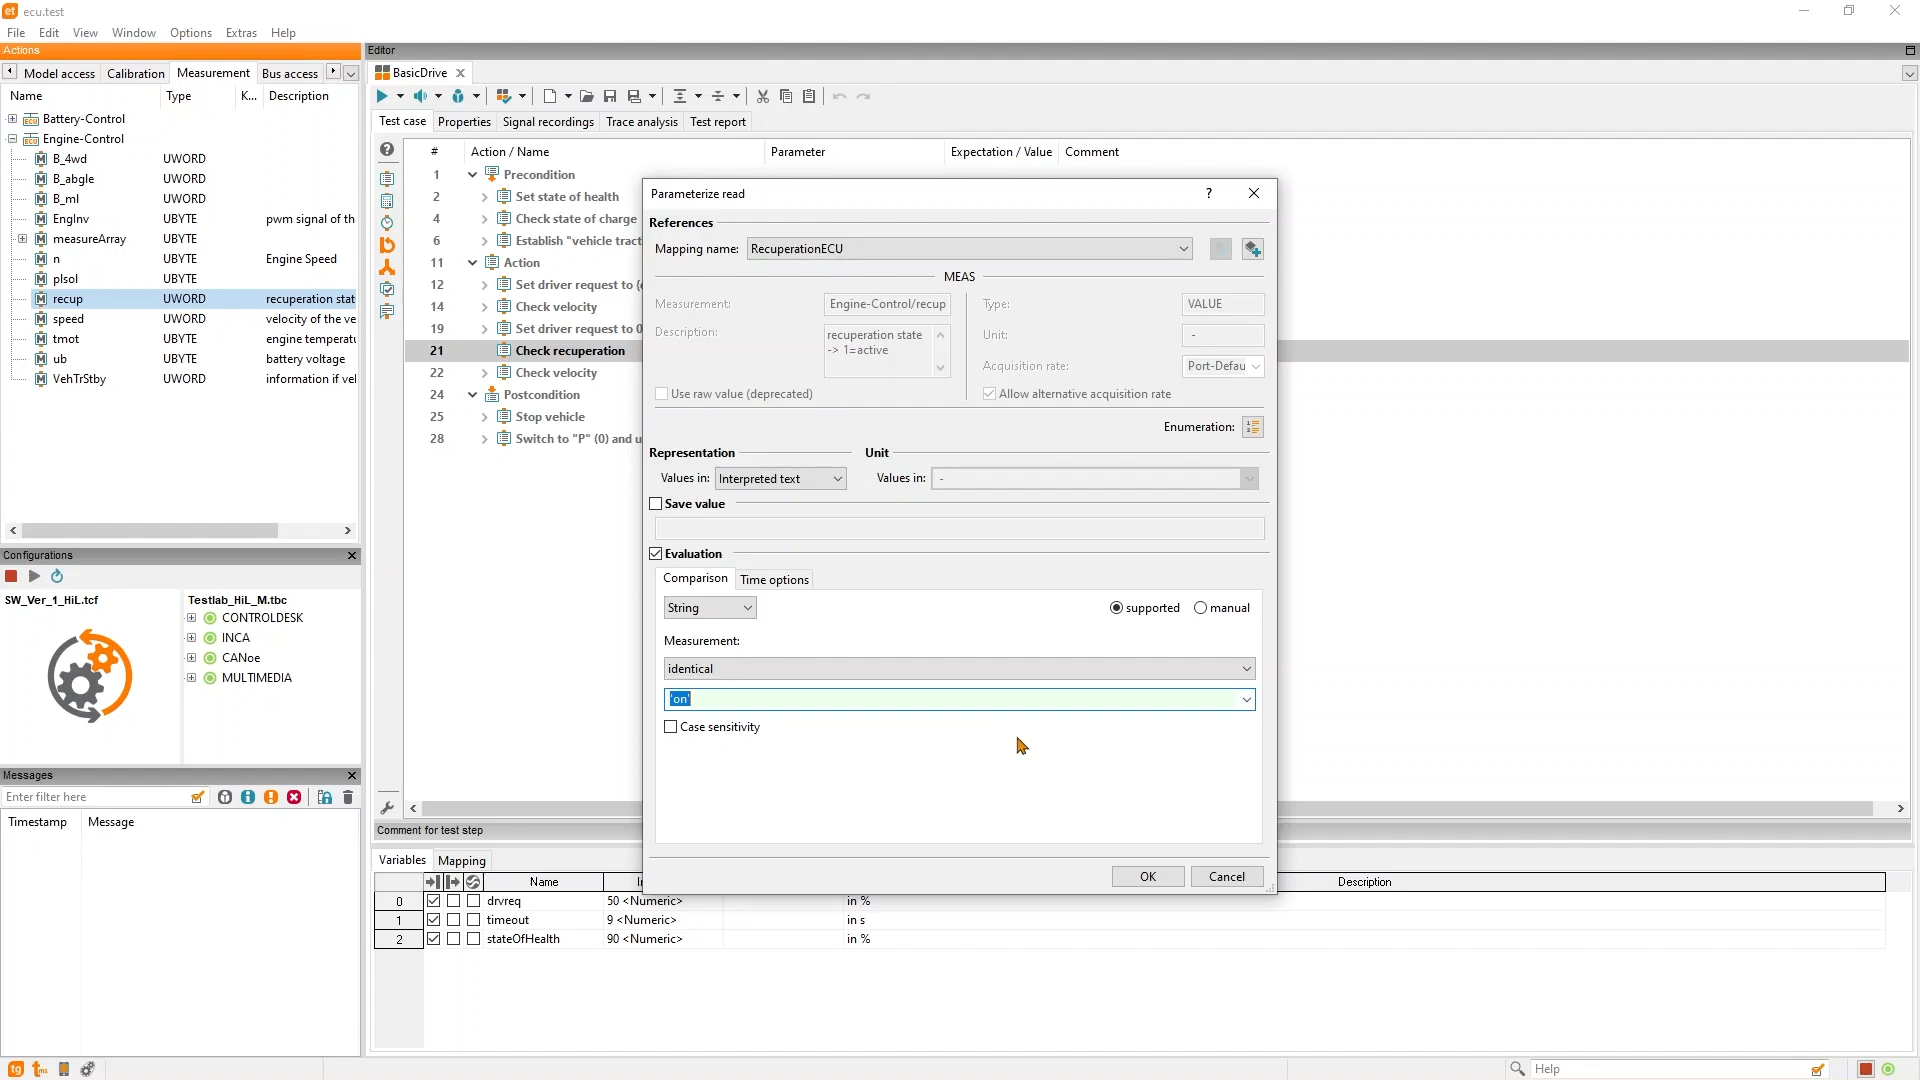 et ecu.test
File Edit View Window Options Extras Help
Actions
Model access Calibration Measurement Bus access
Name Type K... Description
Battery-Control
Engine-Control
B_4wd UWORD
B_abgle UWORD
B_ml UWORD
EngInv UBYTE pwm signal of th
measureArray UBYTE
n UBYTE Engine Speed
plsol UBYTE
recup UWORD recuperation stat
speed UWORD velocity of the ve
tmot UBYTE engine temperatu
ub UBYTE battery voltage
VehTrStby UWORD information if vel
Configurations
SW_Ver_1_HiL.tcf
Testlab_HiL_M.tbc
CONTROLDESK
INCA
CANoe
MULTIMEDIA
Messages
Enter filter here
Timestamp Message
Editor
BasicDrive
Test case Properties Signal recordings Trace analysis Test report
# Action / Name Parameter Expectation / Value Comment
1 Precondition
2 Set state of health
4 Check state of charge
6 Establish "vehicle tracti
11 Action
12 Set driver request to {
14 Check velocity
19 Set driver request to 0
21 Check recuperation
22 Check velocity
24 Postcondition
25 Stop vehicle
28 Switch to "P" (0) and u
Parameterize read
References
Mapping name: RecuperationECU
MEAS
Measurement: Engine-Control/recup
Type: VALUE
Description: recuperation state
-> 1=active
Unit: -
Acquisition rate: Port-Defau
Use raw value (deprecated)
Allow alternative acquisition rate
Enumeration:
Representation Unit
Values in: Interpreted text Values in: -
Save value
Evaluation
Comparison Time options
String supported manual
Measurement:
identical
'on'
Case sensitivity
OK Cancel
Comment for test step
Variables Mapping
Name Description
0 drvreq 50 <Numeric> in %
1 timeout 9 <Numeric> in s
2 stateOfHealth 90 <Numeric> in %
tg
Help